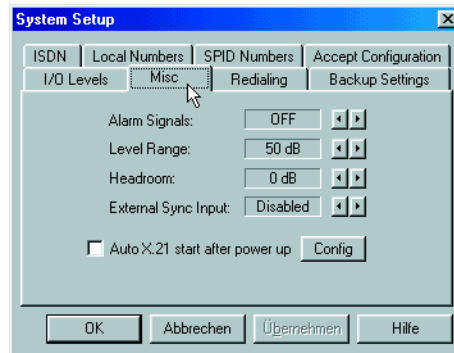 System Setup
ISDN Local Numbers SPID Numbers Accept Configuration
I/O Levels Misc Redialing Backup Settings
Alarm Signals: OFF
Level Range: 50 dB
Headroom: 0 dB
External Sync Input: Disabled
Auto X.21 start after power up Config
OK Abbrechen Übernehmen Hilfe